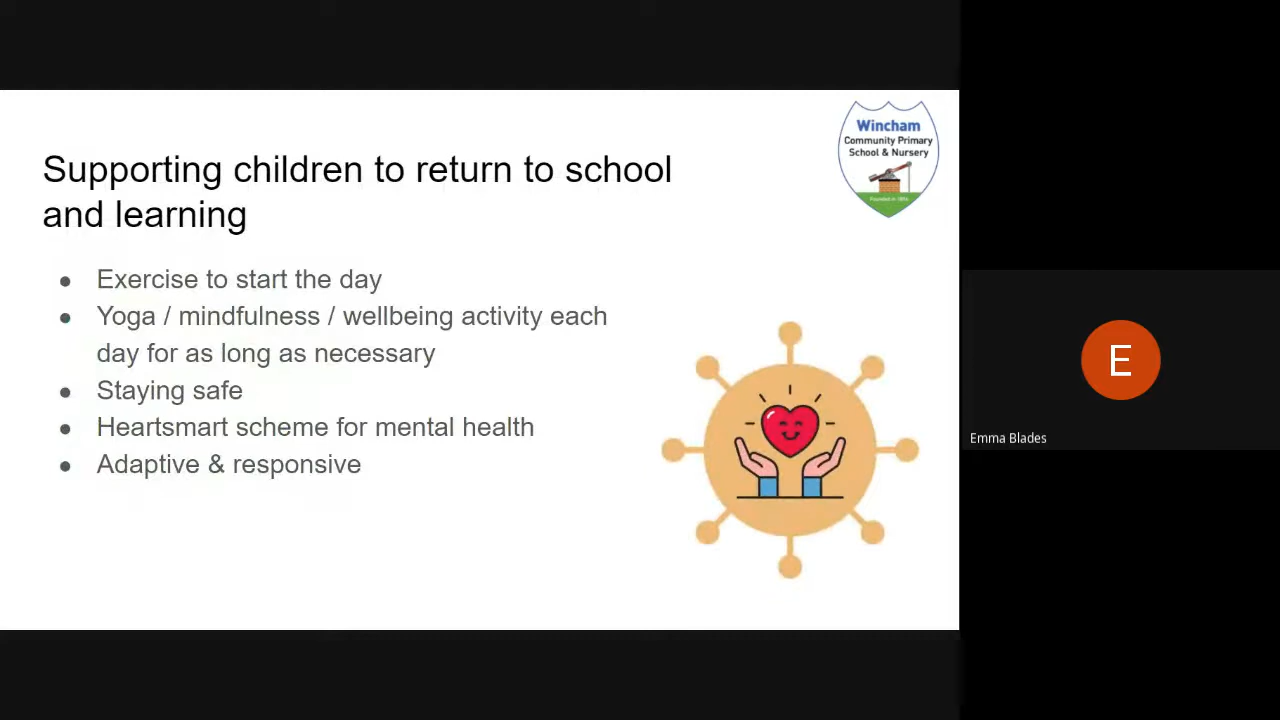 Wincham
Community Primary
School & Nursery
Supporting children to return to school
and learning
● Exercise to start the day
● Yoga / mindfulness / wellbeing activity each
day for as long as necessary
● Staying safe
● Heartsmart scheme for mental health
● Adaptive & responsive
E
Emma Blades